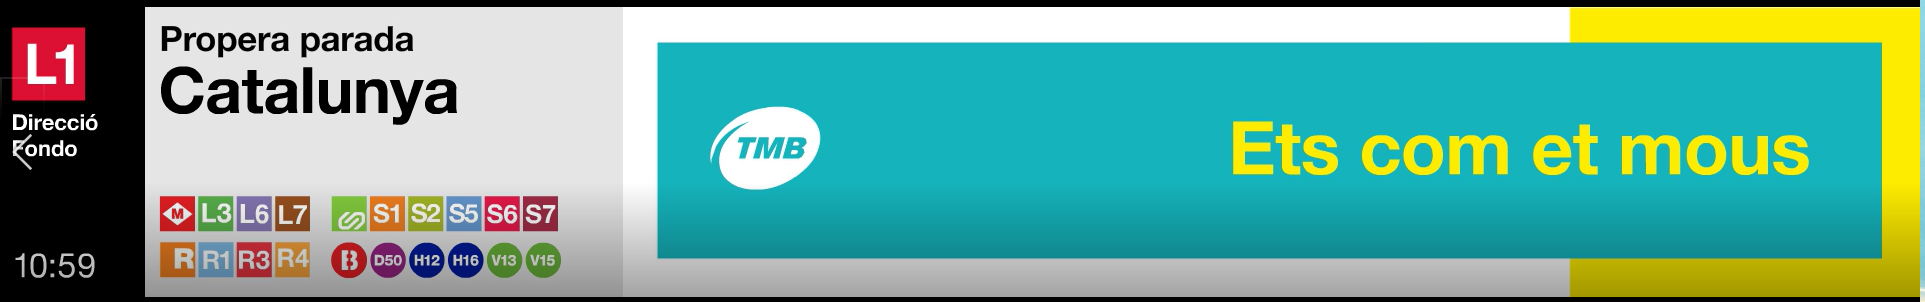 L1
Direcció
Fondo
10:59
Propera parada
Catalunya
M L3 L6 L7 S1 S2 S5 S6 S7
R R1 R3 R4 B D50 H12 H16 V13 V15
TMB
Ets com et mous